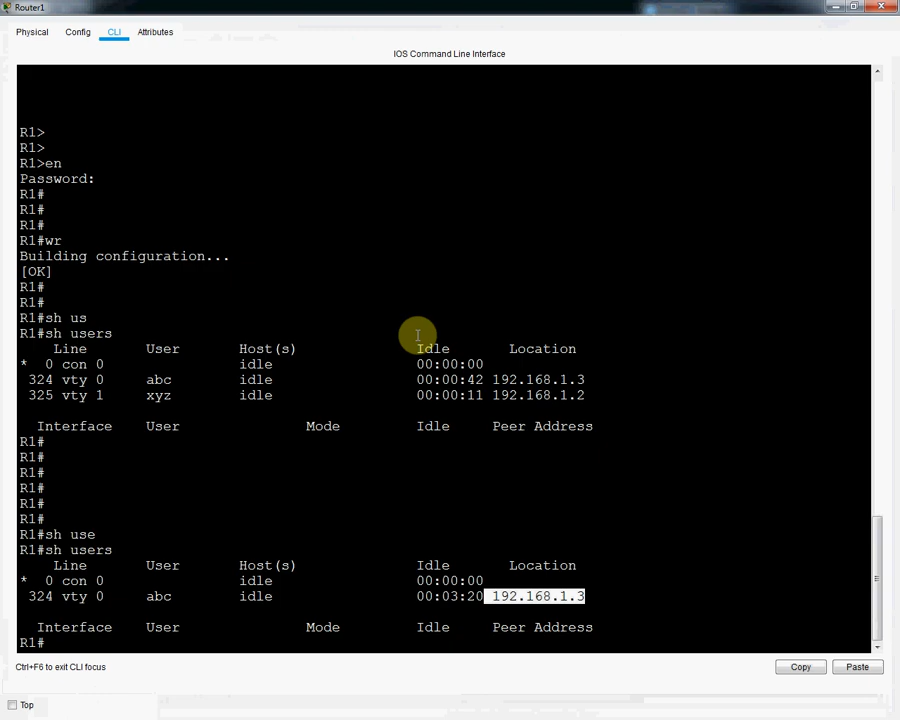 Router1
Physical Config CLI Attributes
IOS Command Line Interface
R1>
R1>
R1>en
Password:
R1#
R1#
R1#
R1#wr
Building configuration...
[OK]
R1#
R1#
R1#sh us
R1#sh users
Line User Host(s) Idle Location
* 0 con 0 idle 00:00:00
324 vty 0 abc idle 00:00:42 192.168.1.3
325 vty 1 xyz idle 00:00:11 192.168.1.2
Interface User Mode Idle Peer Address
R1#
R1#
R1#
R1#
R1#
R1#
R1#sh use
R1#sh users
Line User Host(s) Idle Location
* 0 con 0 idle 00:00:00
324 vty 0 abc idle 00:03:20 192.168.1.3
Interface User Mode Idle Peer Address
R1#
Ctrl+F6 to exit CLI focus
Copy Paste
Top